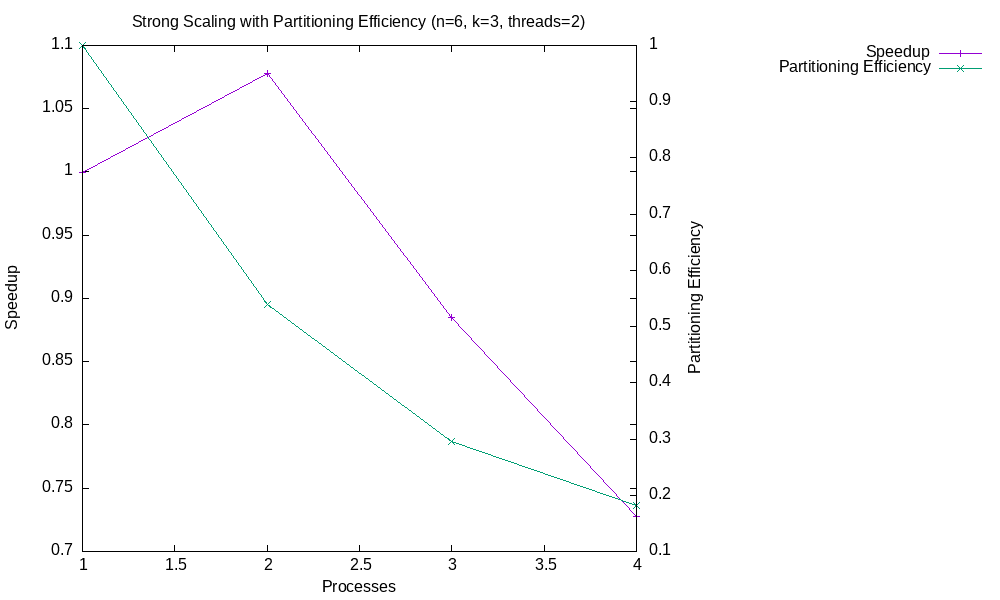 Strong Scaling with Partitioning Efficiency (n=6, k=3, threads=2)
Speedup
Partitioning Efficiency
1.1
1.05
1
0.95
0.9
0.85
0.8
0.75
0.7
Speedup
1
0.9
0.8
0.7
0.6
0.5
0.4
0.3
0.2
0.1
Partitioning Efficiency
1 1.5 2 2.5 3 3.5 4
Processes